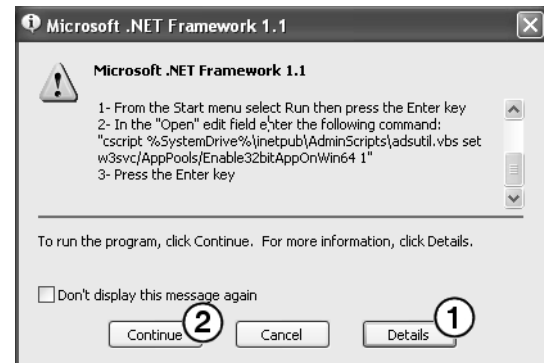 Microsoft .NET Framework 1.1
Microsoft .NET Framework 1.1
1- From the Start menu select Run then press the Enter key
2- In the "Open" edit field enter the following command:
"cscript %SystemDrive%\inetpub\AdminScripts\adsutil.vbs set
w3svc/AppPools/Enable32bitAppOnWin64 1"
3- Press the Enter key
To run the program, click Continue. For more information, click Details.
Don't display this message again
Continue 2 Cancel Details 1